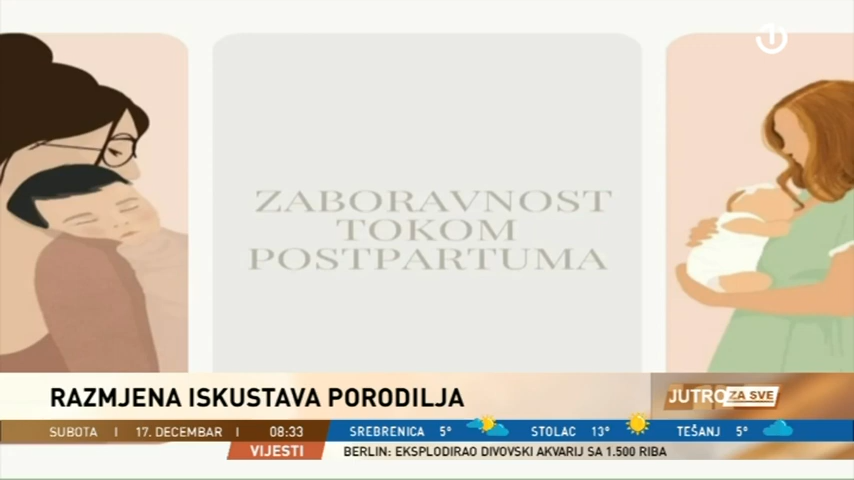 ZABORAVNOST
TOKOM
POSTPARTUMA
RAZMJENA ISKUSTAVA PORODILJA
JUTRO ZA SVE
SUBOTA I 17. DECEMBAR I 08:33
SREBRENICA 5° STOLAC 13° TEŠANJ 5°
VIJESTI BERLIN: EKSPLODIRAO DIVOVSKI AKVARIJ SA 1.500 RIBA
1